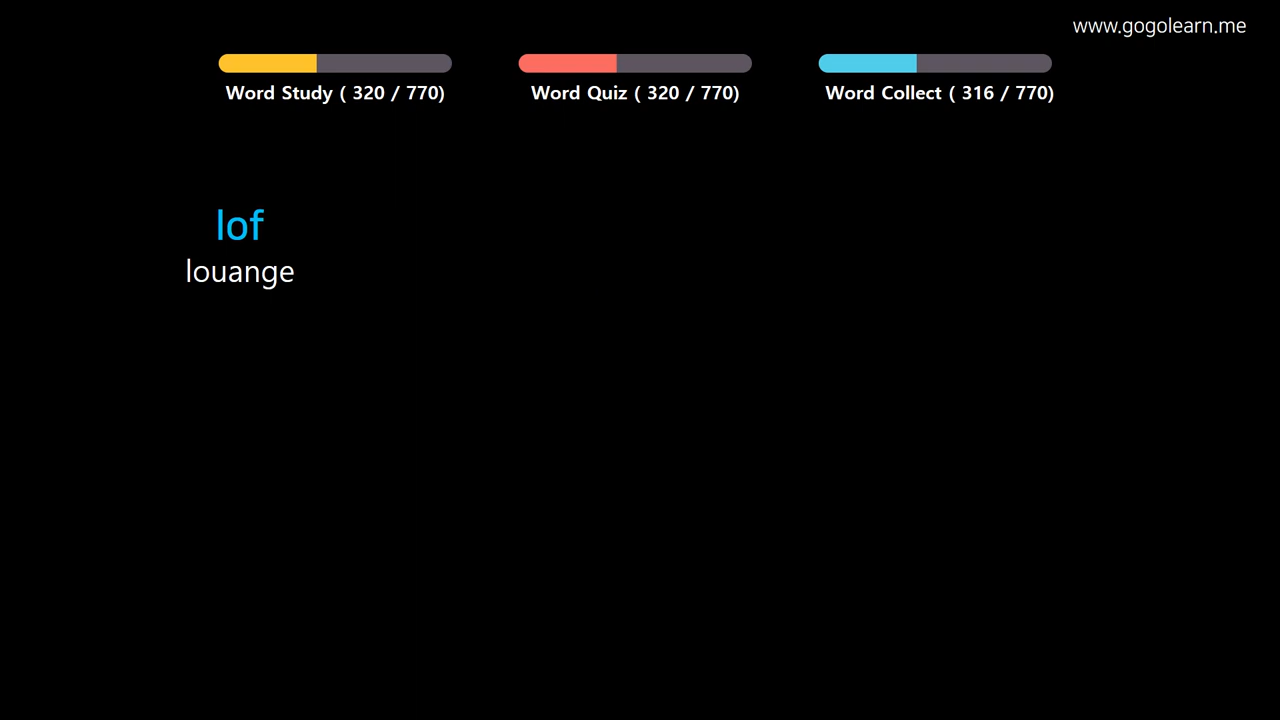 www.gogolearn.me
Word Study ( 320 / 770)
Word Quiz ( 320 / 770)
Word Collect ( 316 / 770)
lof
louange